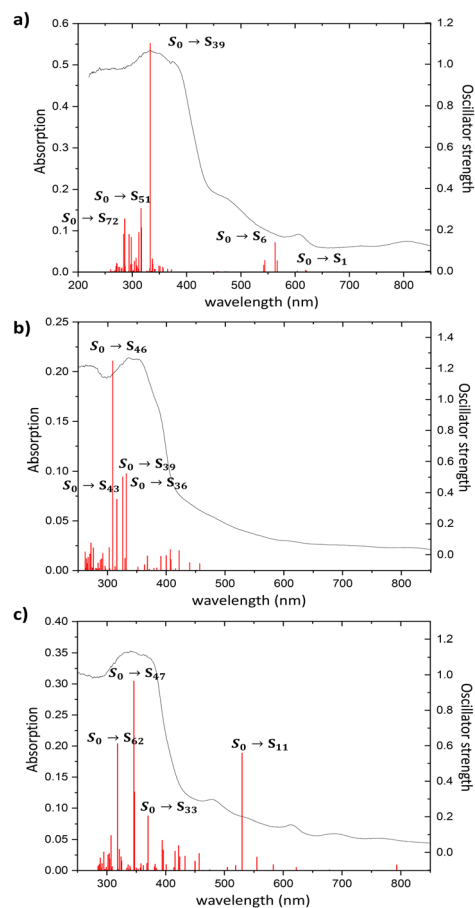 a)
S₀ → S₃₉
S₀ → S₅₁
S₀ → S₇₂
S₀ → S₆
S₀ → S₁
0.6
0.5
0.4
0.3
0.2
0.1
0.0
Absorption
1.2
1.0
0.8
0.6
0.4
0.2
0.0
Oscillator strength
200 300 400 500 600 700 800
wavelength (nm)
b)
S₀ → S₄₆
S₀ → S₃₉
S₀ → S₄₃
S₀ → S₃₆
0.25
0.20
0.15
0.10
0.05
0.00
Absorption
1.4
1.2
1.0
0.8
0.6
0.4
0.2
0.0
Oscillator strength
300 400 500 600 700 800
wavelength (nm)
c)
S₀ → S₄₇
S₀ → S₆₂
S₀ → S₁₁
S₀ → S₃₃
0.40
0.35
0.30
0.25
0.20
0.15
0.10
0.05
0.00
Absorption
1.2
1.0
0.8
0.6
0.4
0.2
0.0
Oscillator strength
300 400 500 600 700 800
wavelength (nm)